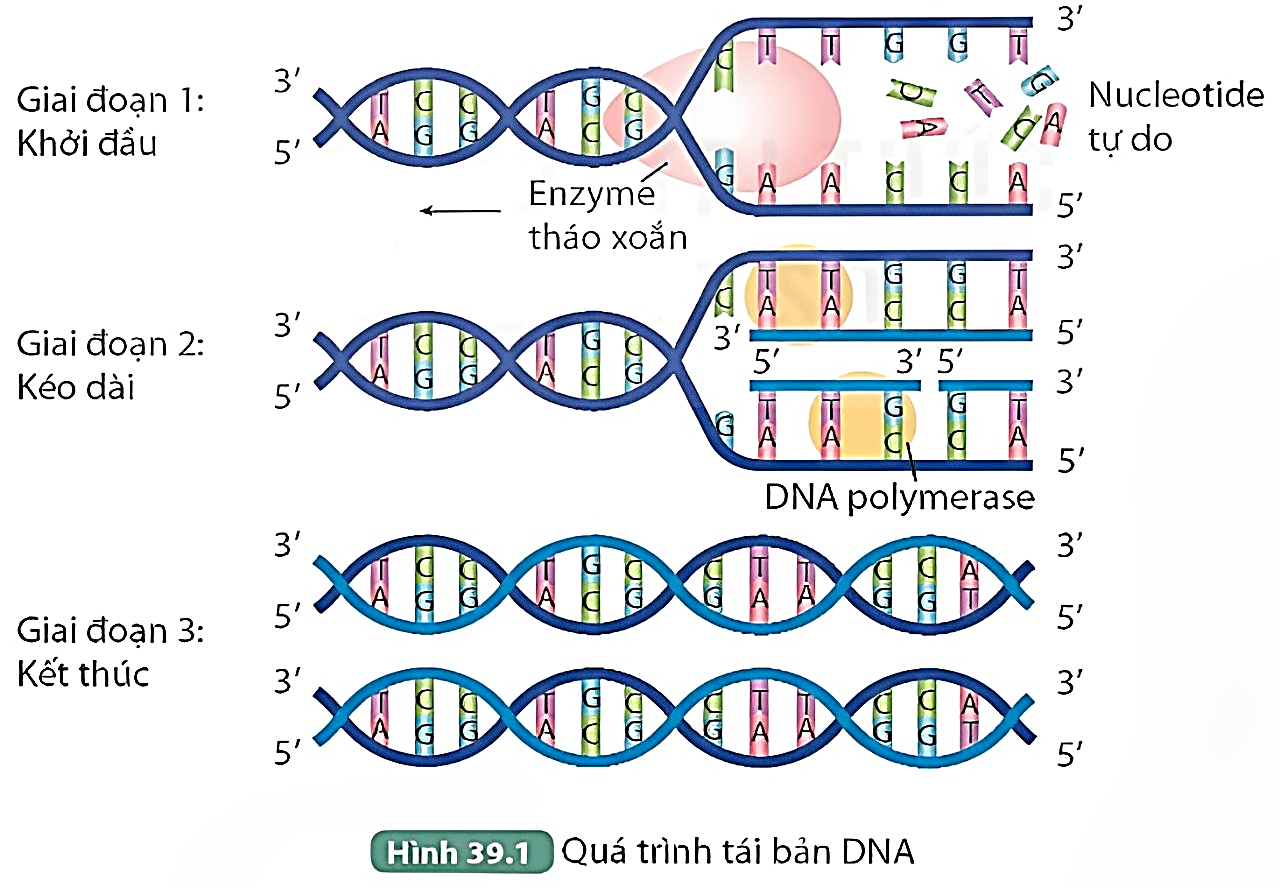 3′
C T T G G T
3′
Giai đoạn 1:
Khởi đầu
T C C T G C
A G G A C G
5′
C T G
A C A
Nucleotide
tự do
G A A C C A
5′
Enzyme
tháo xoắn
3′
T T G G T
C A A C C A
3′
5′
Giai đoạn 2:
Kéo dài
3′
T C C T G C
A G G A C G
5′
5′ 3′ 5′
3′
G T T G G T
A A C C A
5′
DNA polymerase
3′ 3′
T C C T G C C T T C C A
A G G A C G G A A G G T
5′ 5′
Giai đoạn 3:
Kết thúc
3′ 3′
T C C T G C C T T C C A
A G G A C G G A A G G T
5′ 5′
Hình 39.1 Quá trình tái bản DNA